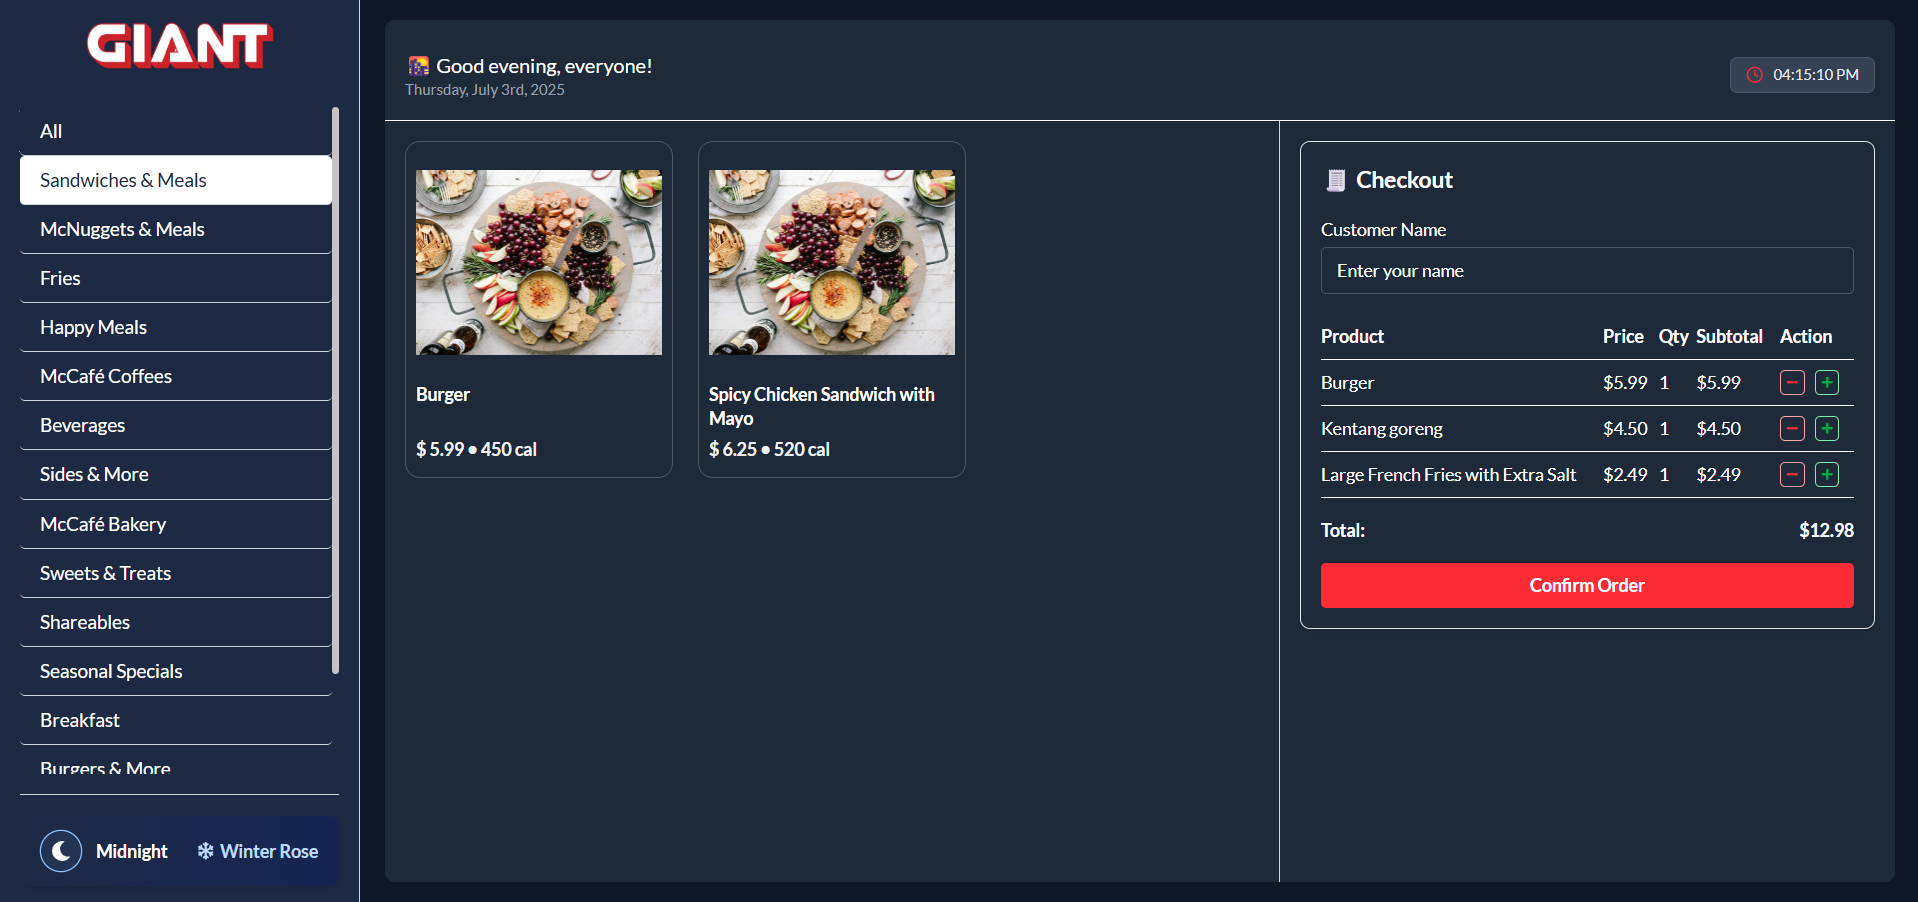 GIANT
All
Sandwiches & Meals
McNuggets & Meals
Fries
Happy Meals
McCafé Coffees
Beverages
Sides & More
McCafé Bakery
Sweets & Treats
Shareables
Seasonal Specials
Breakfast
Burgers & More
Midnight
Winter Rose
Good evening, everyone!
Thursday, July 3rd, 2025
04:15:10 PM
Burger
$ 5.99 • 450 cal
Spicy Chicken Sandwich with
Mayo
$ 6.25 • 520 cal
Checkout
Customer Name
Enter your name
Product Price Qty Subtotal Action
Burger $5.99 1 $5.99
Kentang goreng $4.50 1 $4.50
Large French Fries with Extra Salt $2.49 1 $2.49
Total: $12.98
Confirm Order